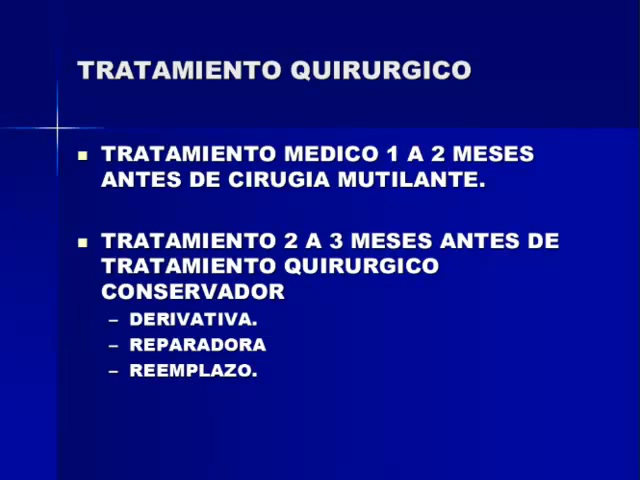 TRATAMIENTO QUIRURGICO
TRATAMIENTO MEDICO 1 A 2 MESES
ANTES DE CIRUGIA MUTILANTE.
TRATAMIENTO 2 A 3 MESES ANTES DE
TRATAMIENTO QUIRURGICO
CONSERVADOR
– DERIVATIVA.
– REPARADORA
– REEMPLAZO.